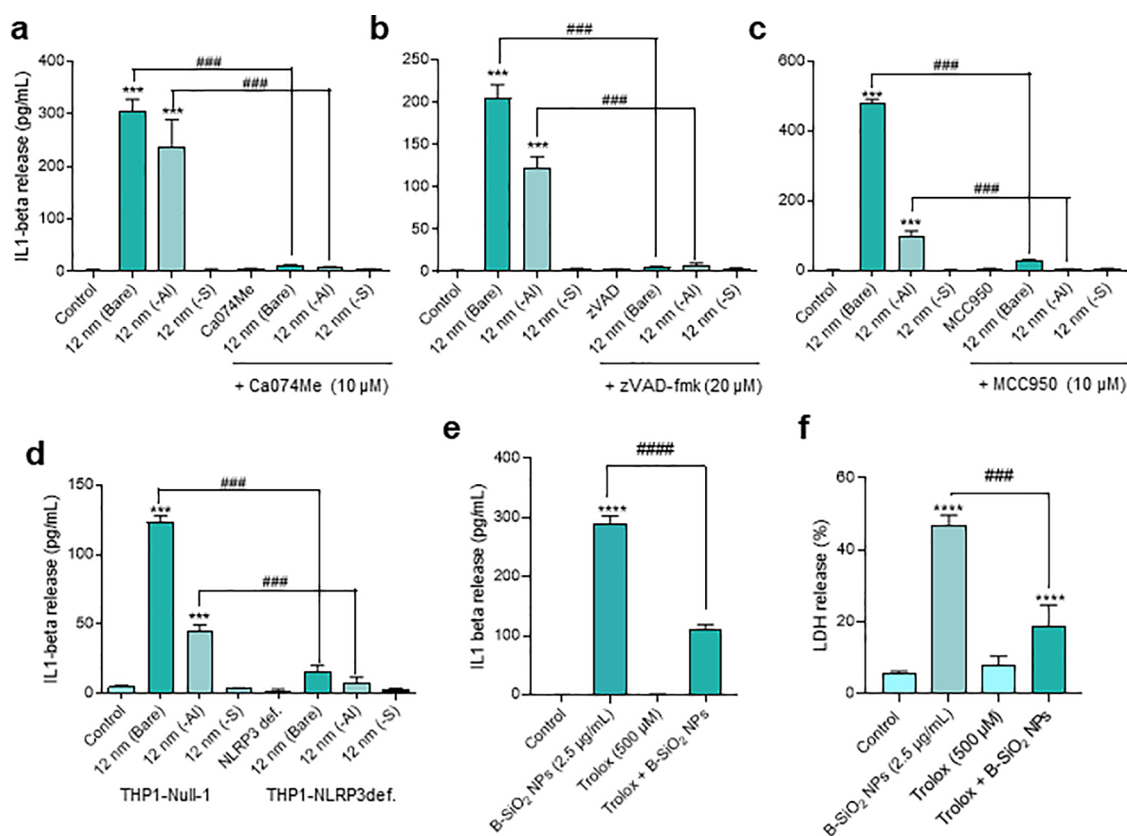 a
IL1-beta release (pg/mL)
400
300
200
100
0
***
***
###
###
Control
12 nm (Bare)
12 nm (-Al)
12 nm (-S)
Ca074Me
12 nm (Bare)
12 nm (-Al)
12 nm (-S)
+ Ca074Me (10 µM)
b
250
200
150
100
50
0
***
***
###
###
Control
12 nm (Bare)
12 nm (-Al)
12 nm (-S)
zVAD
12 nm (Bare)
12 nm (-Al)
12 nm (-S)
+ zVAD-fmk (20 µM)
c
600
400
200
0
***
***
###
###
Control
12 nm (Bare)
12 nm (-Al)
12 nm (-S)
MCC950
12 nm (Bare)
12 nm (-Al)
12 nm (-S)
+ MCC950 (10 µM)
d
IL1-beta release (pg/mL)
150
100
50
0
***
***
###
###
Control
12 nm (Bare)
12 nm (-Al)
12 nm (-S)
NLRP3 def.
12 nm (Bare)
12 nm (-Al)
12 nm (-S)
THP1-Null-1
THP1-NLRP3def.
e
IL1 beta release (pg/mL)
400
300
200
100
0
****
####
Control
B-SiO₂ NPs (2.5 µg/mL)
Trolox (500 µM)
Trolox + B-SiO₂ NPs
f
LDH release (%)
60
40
20
0
****
****
###
Control
B-SiO₂ NPs (2.5 µg/mL)
Trolox (500 µM)
Trolox + B-SiO₂ NPs